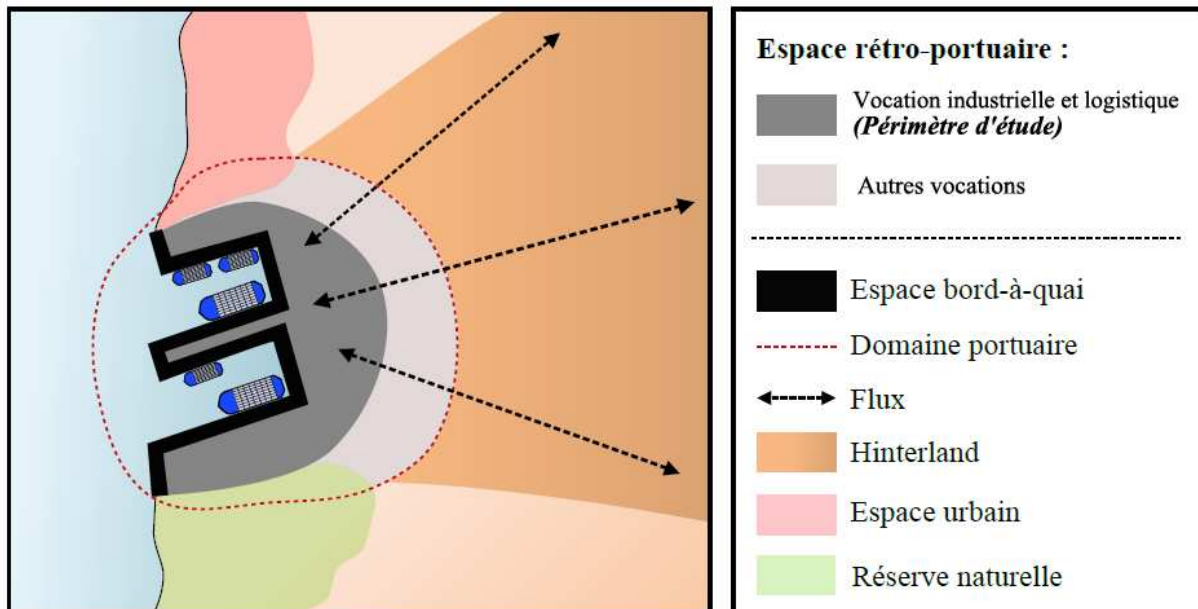 Espace rétro-portuaire :
Vocation industrielle et logistique
(Périmètre d'étude)
Autres vocations
Espace bord-à-quai
Domaine portuaire
Flux
Hinterland
Espace urbain
Réserve naturelle